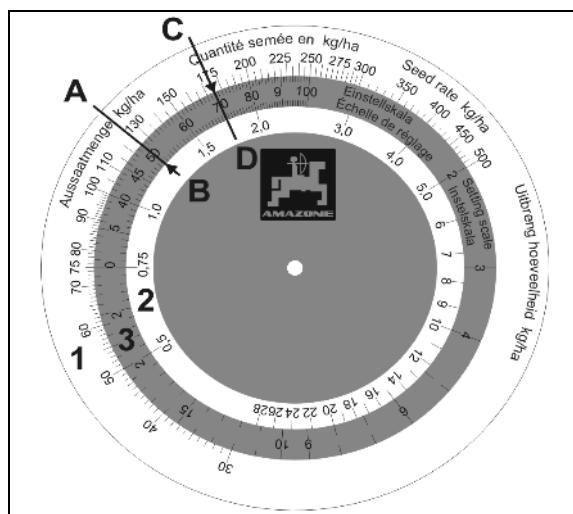 C
Quantité semée en kg/ha
Seed rate kg/ha
A
Aussaatmenge kg/ha
Uitbreng hoeveelheid kg/ha
30 40 50 60 70 75 80 90 100 110 130 150 175 200 225 250 275 300 350 400 450 500
Einstellskala
Échelle de réglage
Setting scale
Instelskala
40 45 50 60 70 80 9 100
2 3 4 6 9 10 15
D
B
0,5 0,75 1,0 1,5 2,0 3,0 4,0 5,0 6 7 8 9 10 12 14 16 18 20 22 24 26 28
AMAZONE
2
3
1